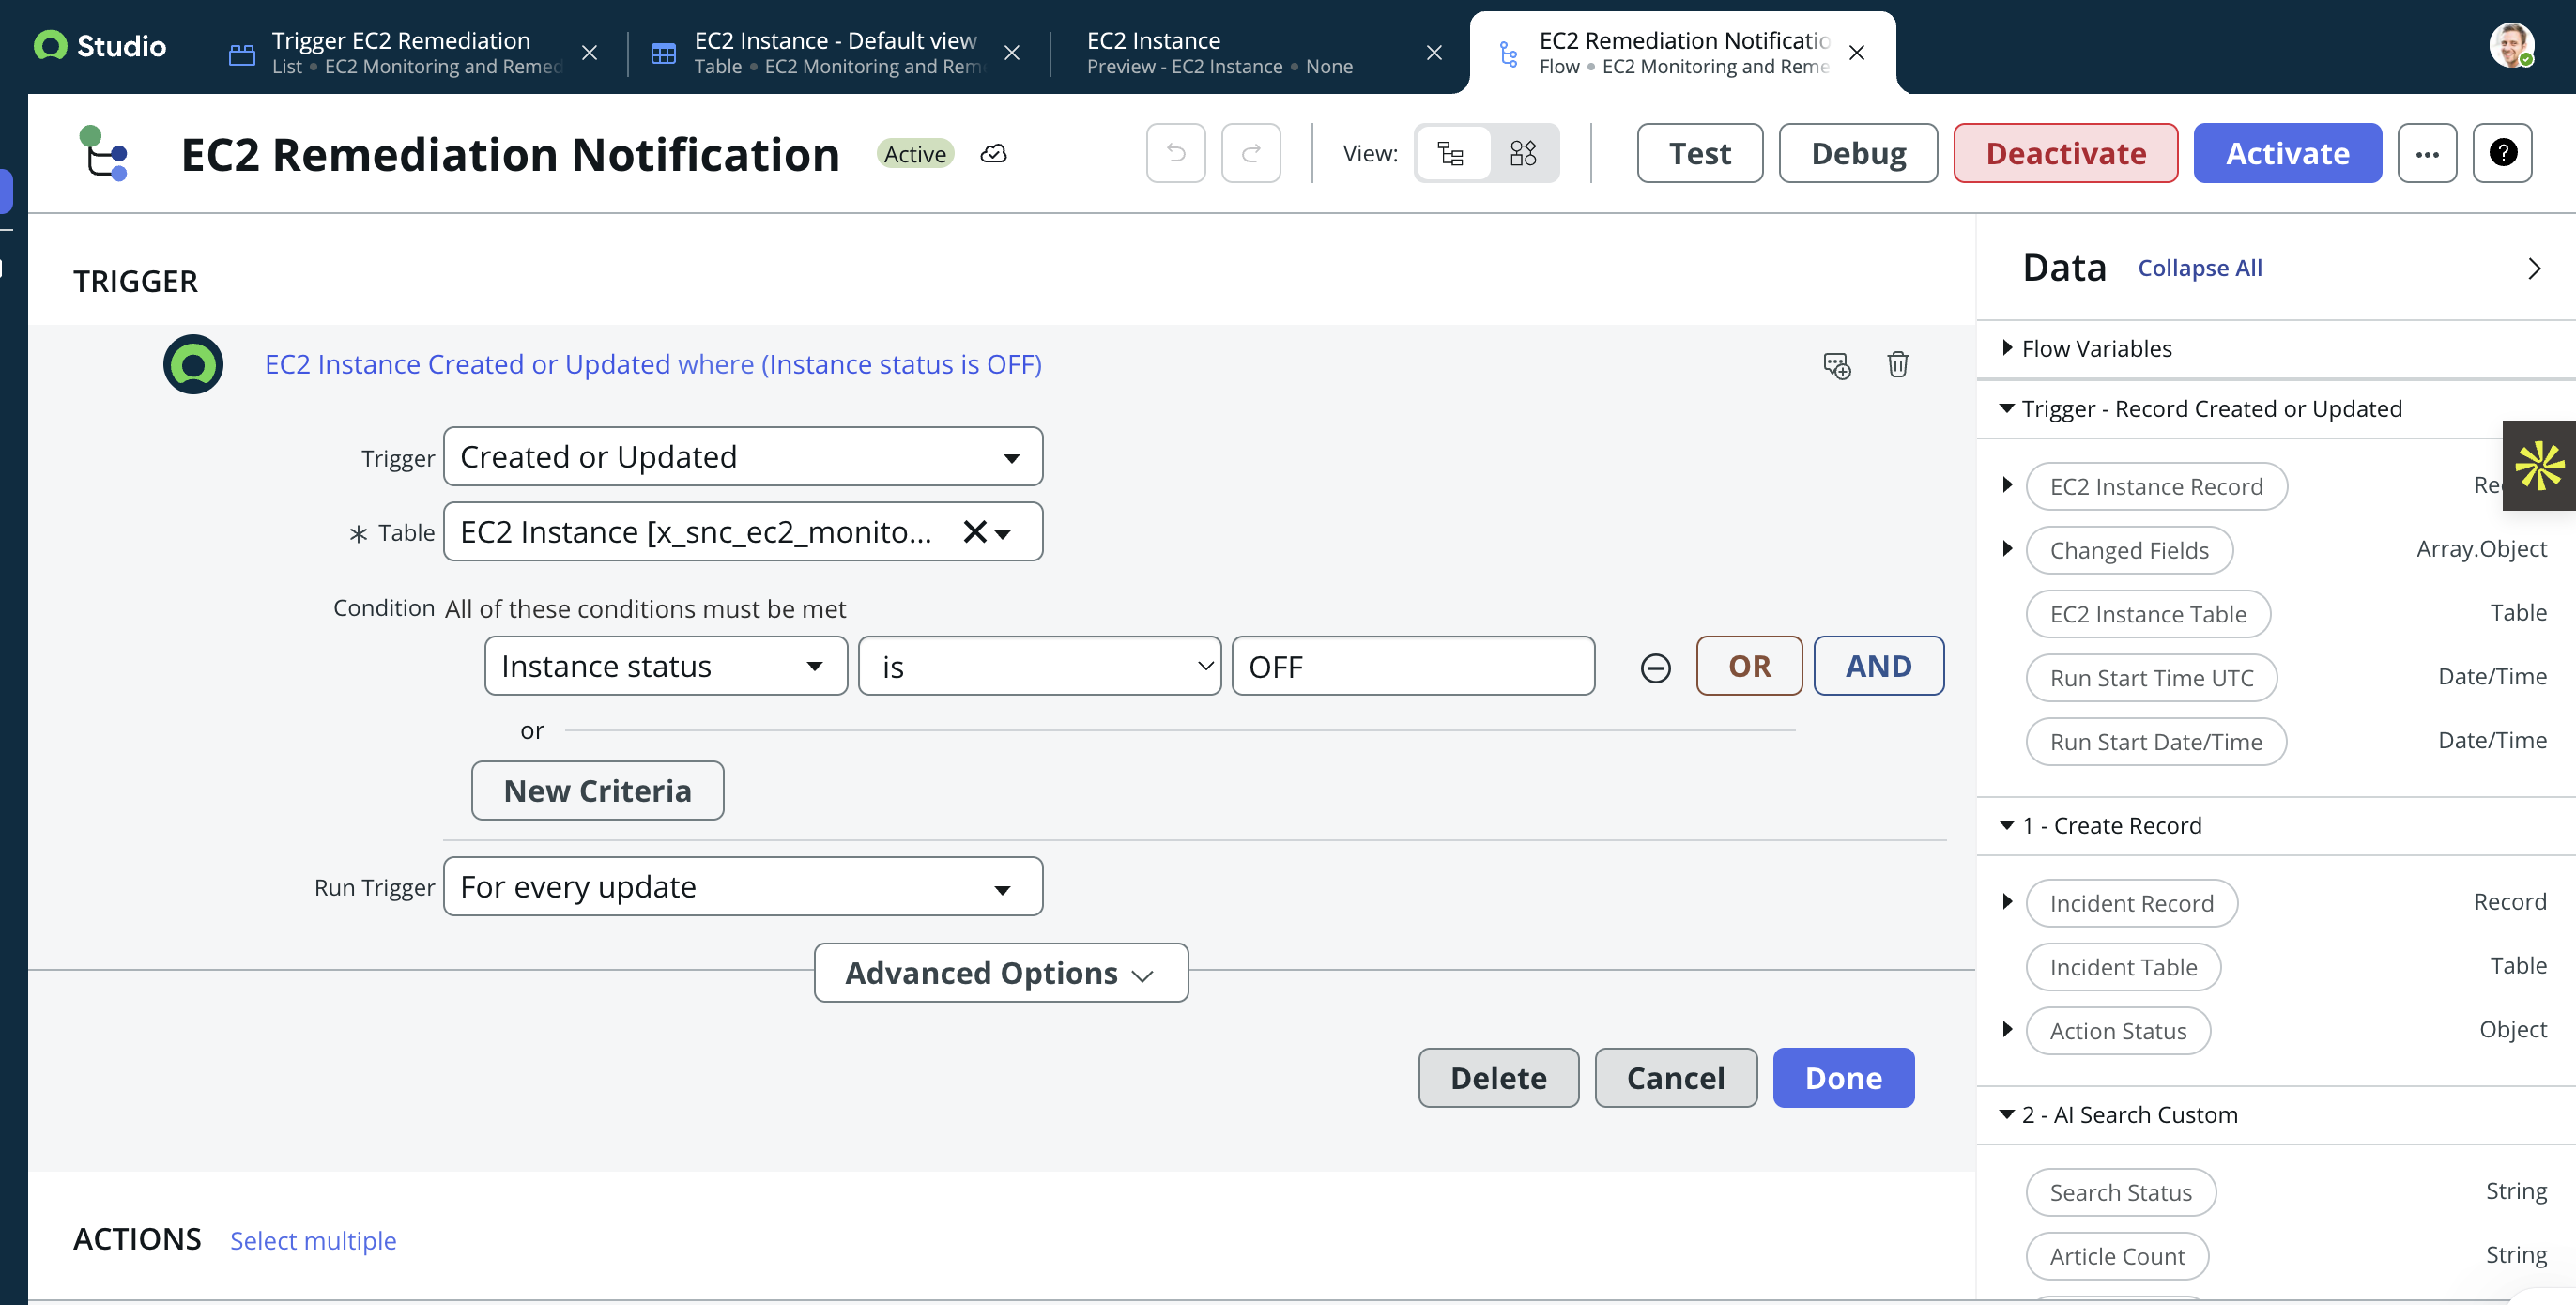 Studio
Trigger EC2 Remediation
List • EC2 Monitoring and Remed
EC2 Instance - Default view
Table • EC2 Monitoring and Rem
EC2 Instance
Preview - EC2 Instance • None
EC2 Remediation Notificatio
Flow • EC2 Monitoring and Reme
EC2 Remediation Notification
Active
View:
Test
Debug
Deactivate
Activate
...
?
TRIGGER
EC2 Instance Created or Updated where (Instance status is OFF)
Trigger
Created or Updated
* Table
EC2 Instance [x_snc_ec2_monito...
Condition
All of these conditions must be met
Instance status
is
OFF
OR
AND
or
New Criteria
Run Trigger
For every update
Advanced Options
Delete
Cancel
Done
ACTIONS
Select multiple
Data
Collapse All
Flow Variables
Trigger - Record Created or Updated
EC2 Instance Record
Changed Fields
Array.Object
EC2 Instance Table
Table
Run Start Time UTC
Date/Time
Run Start Date/Time
Date/Time
1 - Create Record
Incident Record
Record
Incident Table
Table
Action Status
Object
2 - AI Search Custom
Search Status
String
Article Count
String